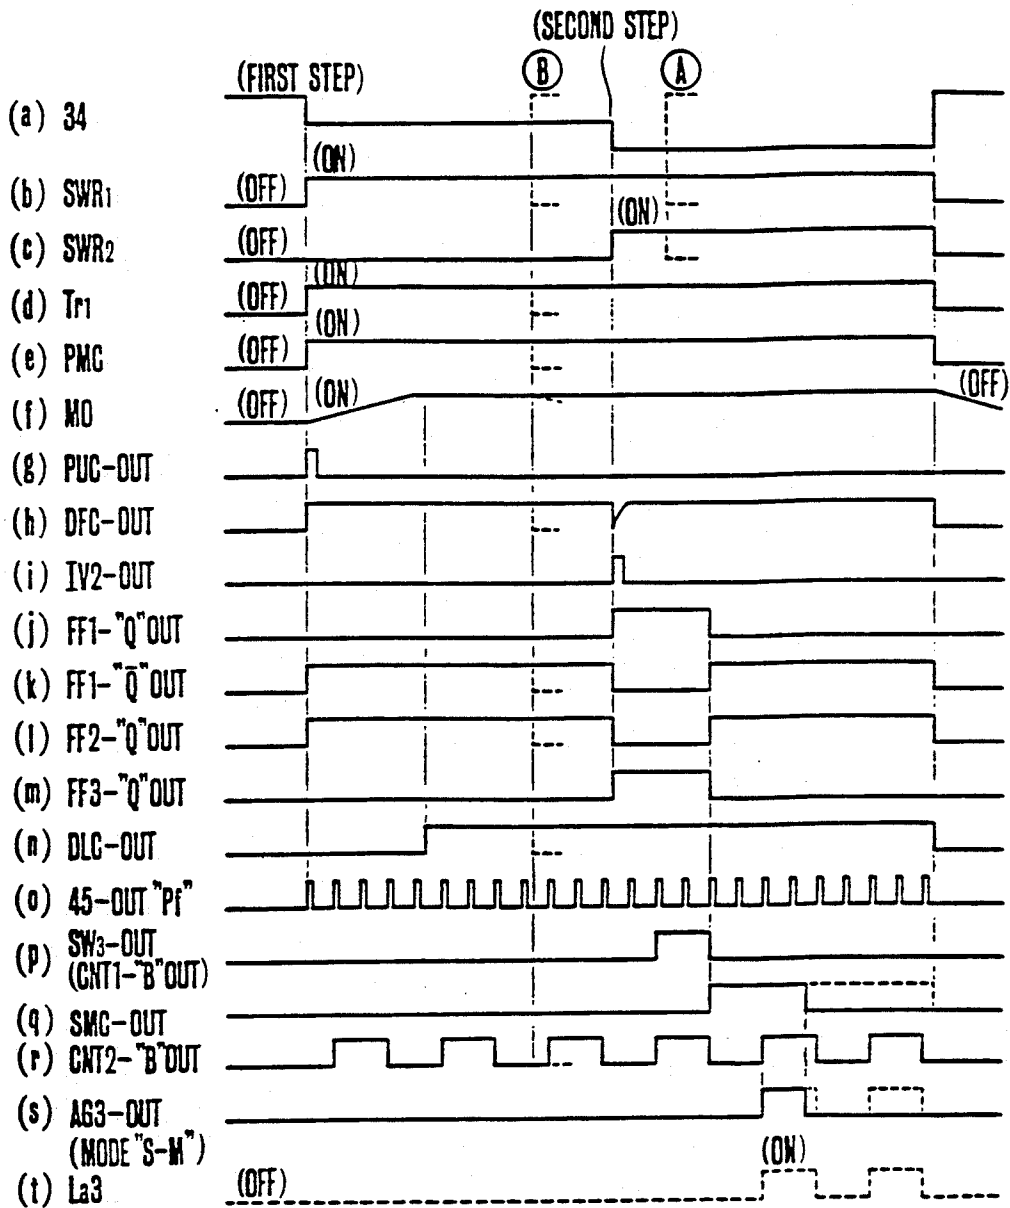 (SECOND STEP)
(FIRST STEP) B A
(a) 34
(ON)
(b) SWR1 (OFF)
(ON)
(c) SWR2 (OFF)
(ON)
(d) Tr1 (OFF)
(ON)
(e) PMC (OFF)
(ON) (OFF)
(f) MO (OFF)
(g) PUC-OUT
(h) DFC-OUT
(i) IV2-OUT
(j) FF1-"Q"OUT
(k) FF1-"Q̄"OUT
(l) FF2-"Q"OUT
(m) FF3-"Q"OUT
(n) DLC-OUT
(o) 45-OUT"Pf"
(p) SW3-OUT
(CNT1-"B"OUT)
(q) SMC-OUT
(r) CNT2-"B"OUT
(s) AG3-OUT
(MODE"S-M") (ON)
(t) La3 (OFF)